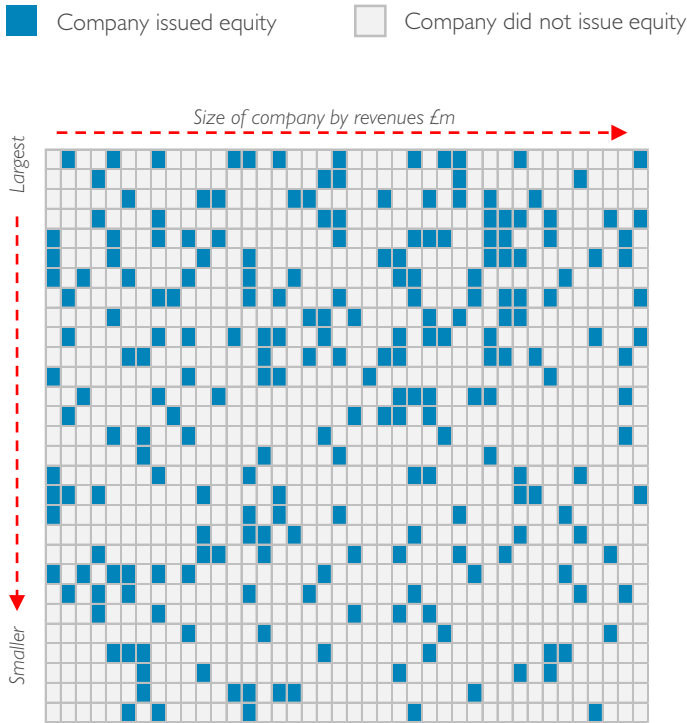 Company issued equity
Company did not issue equity
Size of company by revenues £m
Largest
Smaller